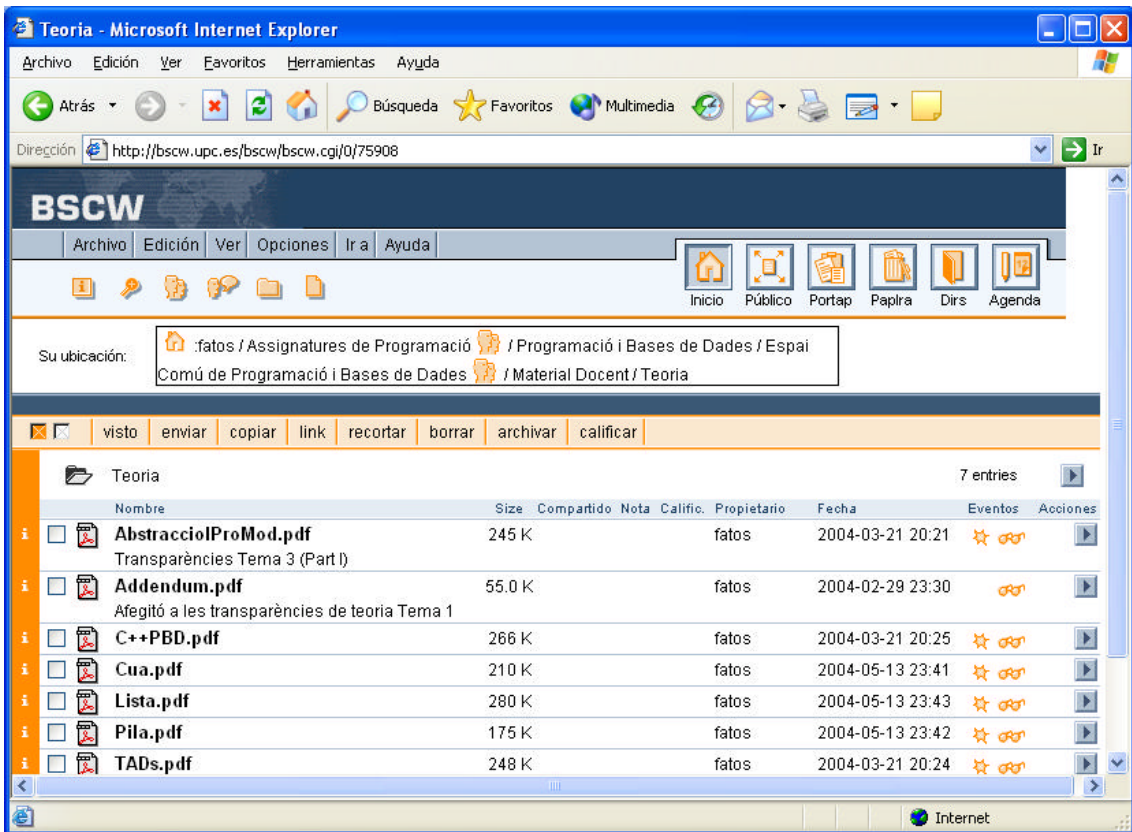 Teoria - Microsoft Internet Explorer
Archivo Edición Ver Favoritos Herramientas Ayuda
Atrás Búsqueda Favoritos Multimedia
Dirección http://bscw.upc.es/bscw/bscw.cgi/0/75908 Ir
BSCW
Archivo Edición Ver Opciones Ir a Ayuda
Inicio Público Portap Paplra Dirs Agenda
Su ubicación: :fatos / Assignatures de Programació / Programació i Bases de Dades / Espai
Comú de Programació i Bases de Dades / Material Docent / Teoria
visto enviar copiar link recortar borrar archivar calificar
Teoria 7 entries
Nombre Size Compartido Nota Calific. Propietario Fecha Eventos Acciones
i AbstraccioIProMod.pdf 245 K fatos 2004-03-21 20:21
Transparències Tema 3 (Part I)
i Addendum.pdf 55.0 K fatos 2004-02-29 23:30
Afegitó a les transparències de teoria Tema 1
i C++PBD.pdf 266 K fatos 2004-03-21 20:25
i Cua.pdf 210 K fatos 2004-05-13 23:41
i Lista.pdf 280 K fatos 2004-05-13 23:43
i Pila.pdf 175 K fatos 2004-05-13 23:42
i TADs.pdf 248 K fatos 2004-03-21 20:24
Internet